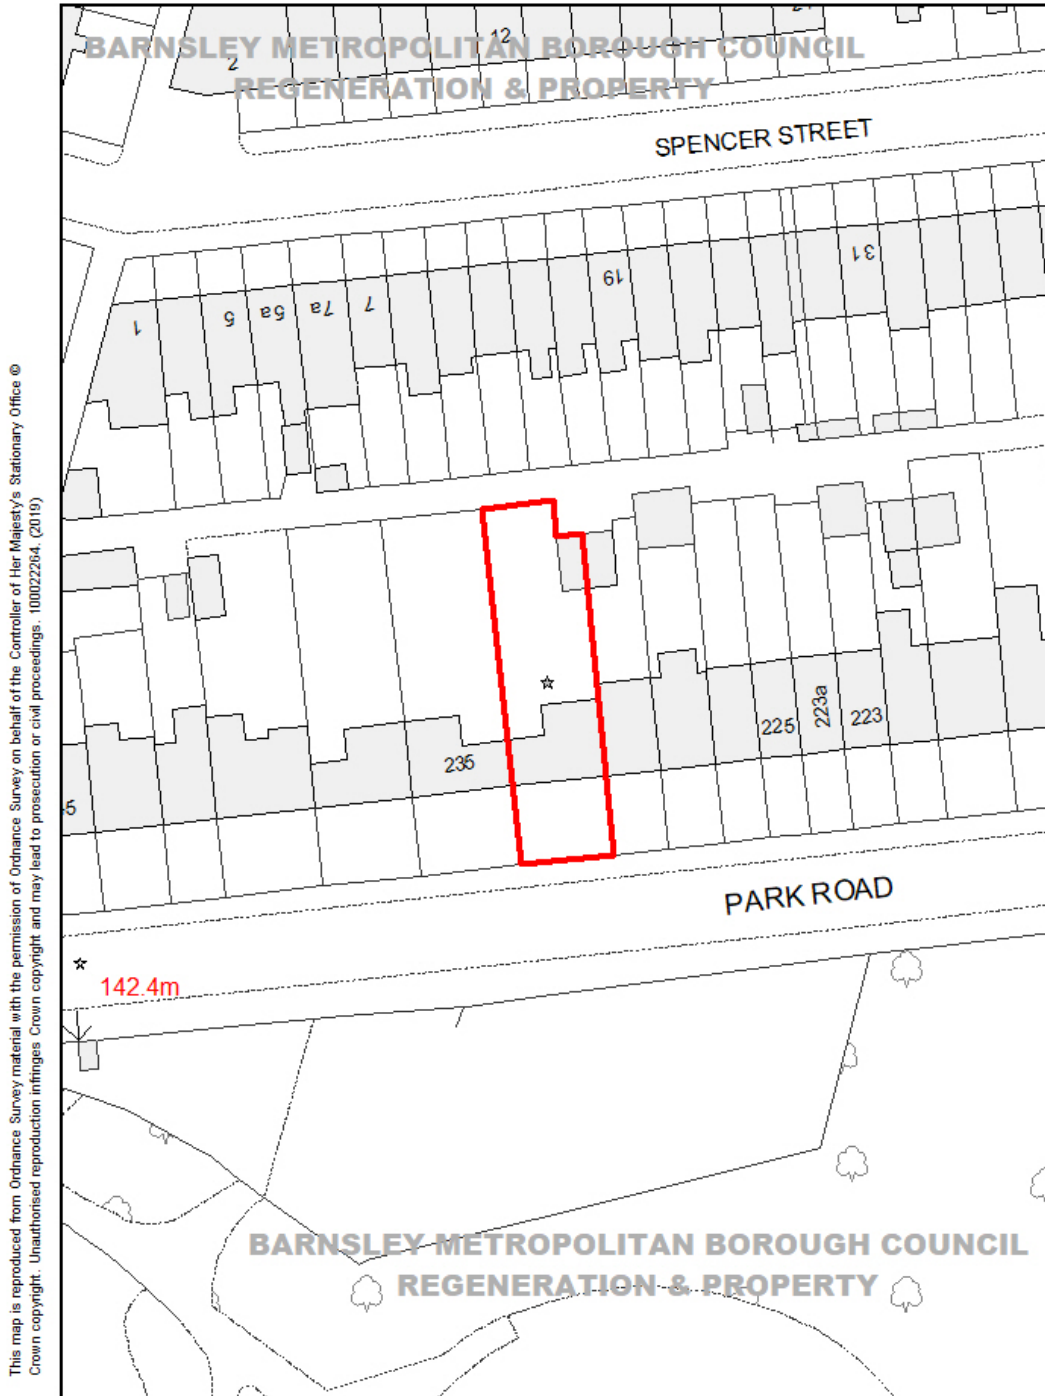 BARNSLEY METROPOLITAN BOROUGH COUNCIL
REGENERATION & PROPERTY
2
12
SPENCER STREET
1
5
5a
7a
7
19
31
235
225
223a
223
PARK ROAD
142.4m
BARNSLEY METROPOLITAN BOROUGH COUNCIL
REGENERATION & PROPERTY
This map is reproduced from Ordnance Survey material with the permission of Ordnance Survey on behalf of the Controller of Her Majesty's Stationary Office ©
Crown copyright. Unauthorised reproduction infringes Crown copyright and may lead to prosecution or civil proceedings. 100022264. (2019)